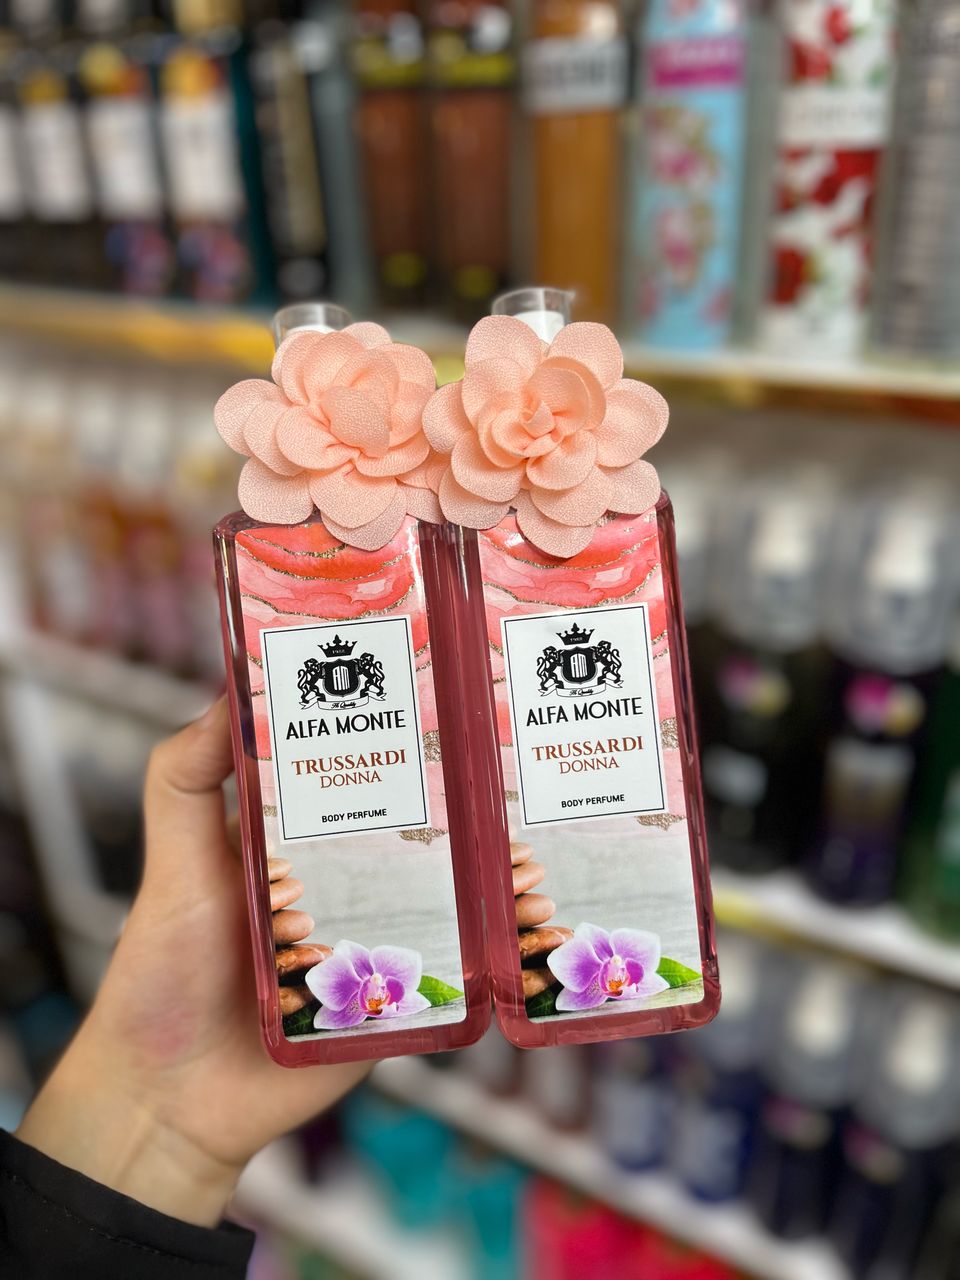 ALFA MONTE
TRUSSARDI
DONNA
BODY PERFUME
ALFA MONTE
TRUSSARDI
DONNA
BODY PERFUME